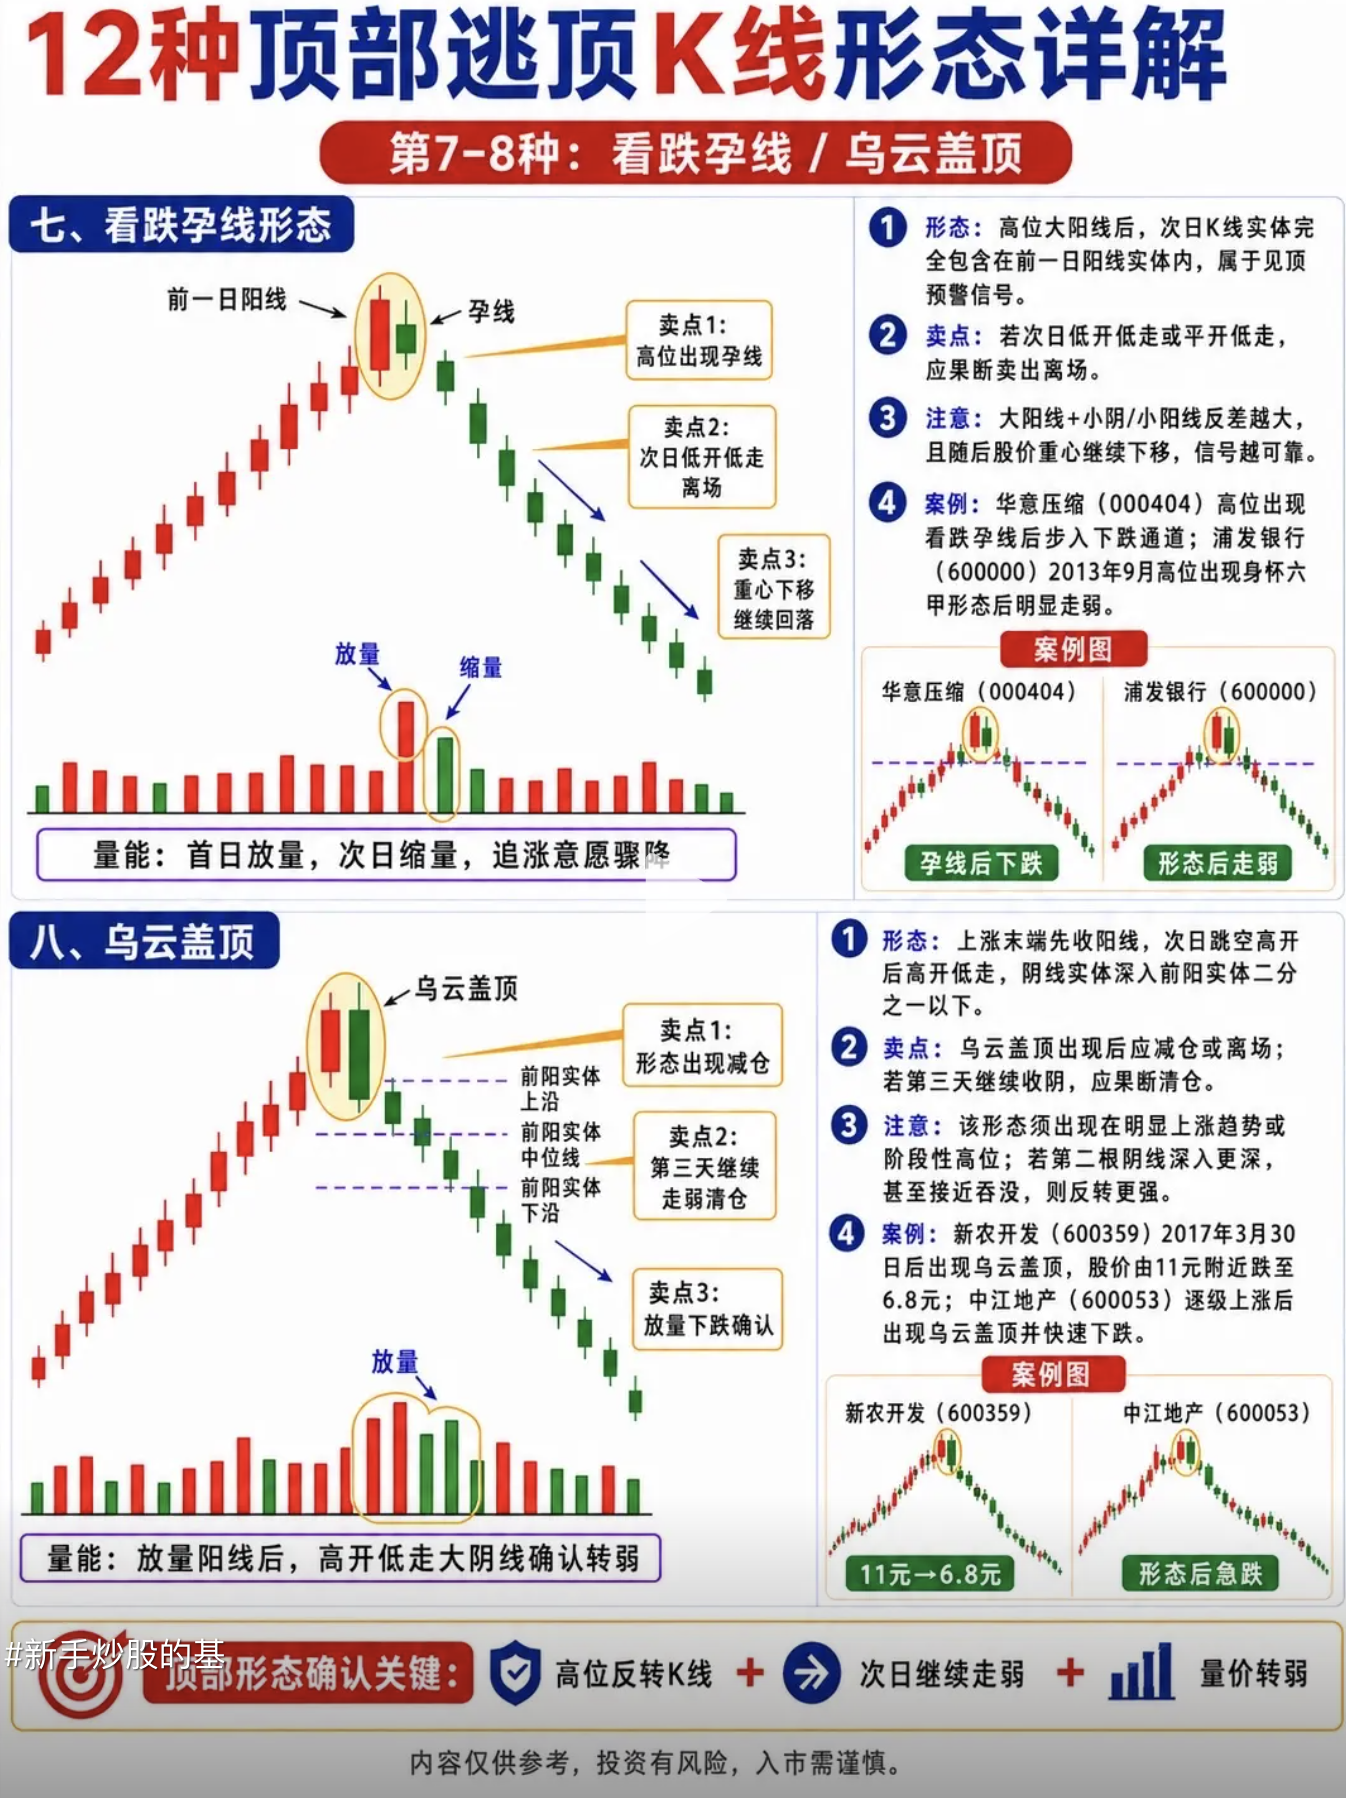 12种顶部逃顶K线形态详解
第7-8种：看跌孕线 / 乌云盖顶
七、看跌孕线形态
前一日阳线
孕线
卖点1：
高位出现孕线
卖点2：
次日低开低走
离场
卖点3：
重心下移
继续回落
放量
缩量
量能：首日放量，次日缩量，追涨意愿骤降
1 形态：高位大阳线后，次日K线实体完
全包含在前一日阳线实体内，属于见顶
预警信号。
2 卖点：若次日低开低走或平开低走，
应果断卖出离场。
3 注意：大阳线+小阴/小阳线反差越大，
且随后股价重心继续下移，信号越可靠。
4 案例：华意压缩（000404）高位出现
看跌孕线后步入下跌通道；浦发银行
（600000）2013年9月高位出现身怀六
甲形态后明显走弱。
案例图
华意压缩（000404）
浦发银行（600000）
孕线后下跌
形态后走弱
八、乌云盖顶
乌云盖顶
卖点1：
形态出现减仓
前阳实体
上沿
前阳实体
中位线
前阳实体
下沿
卖点2：
第三天继续
走弱清仓
卖点3：
放量下跌确认
放量
量能：放量阳线后，高开低走大阴线确认转弱
1 形态：上涨末端先收阳线，次日跳空高开
后高开低走，阴线实体深入前阳实体二分
之一以下。
2 卖点：乌云盖顶出现后应减仓或离场；
若第三天继续收阴，应果断清仓。
3 注意：该形态须出现在明显上涨趋势或
阶段性高位；若第二根阴线深入更深，
甚至接近吞没，则反转更强。
4 案例：新农开发（600359）2017年3月30
日后出现乌云盖顶，股价由11元附近跌至
6.8元；中江地产（600053）逐级上涨后
出现乌云盖顶并快速下跌。
案例图
新农开发（600359）
中江地产（600053）
11元→6.8元
形态后急跌
#新手炒股的基
顶部形态确认关键：
高位反转K线 + 次日继续走弱 + 量价转弱
内容仅供参考，投资有风险，入市需谨慎。